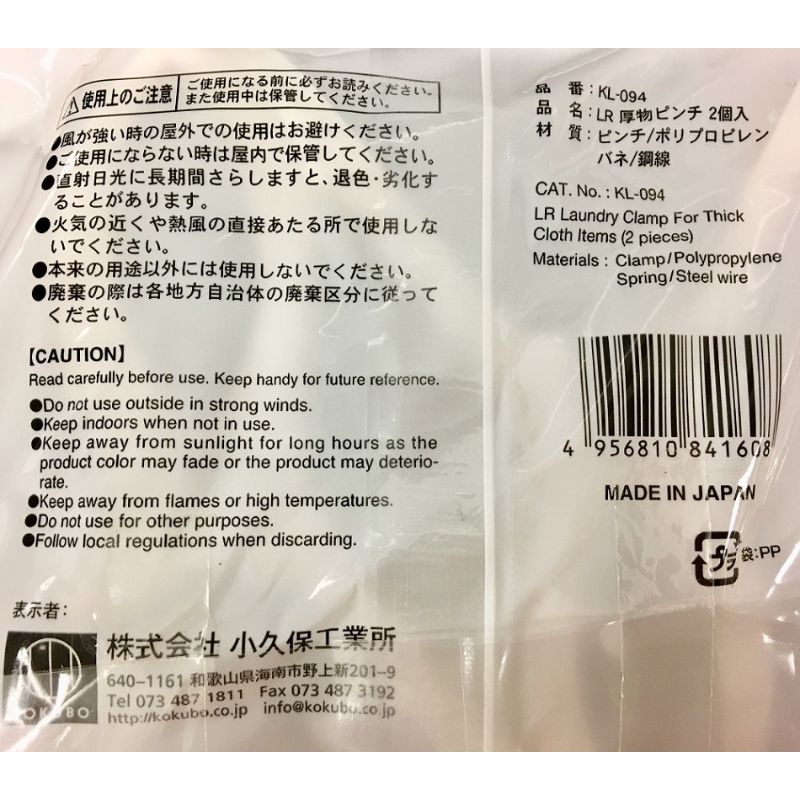 使用上のご注意
ご使用になる前に必ずお読みください。
また使用中は保管してください。
●風が強い時の屋外での使用はお避けください。
●ご使用にならない時は屋内で保管してください。
●直射日光に長期間さらしますと、退色・劣化す
ることがあります。
●火気の近くや熱風の直接あたる所で使用しな
いでください。
●本来の用途以外には使用しないでください。
●廃棄の際は各地方自治体の廃棄区分に従って
ください。
【CAUTION】
Read carefully before use. Keep handy for future reference.
●Do not use outside in strong winds.
●Keep indoors when not in use.
●Keep away from sunlight for long hours as the
product color may fade or the product may deterio-
rate.
●Keep away from flames or high temperatures.
●Do not use for other purposes.
●Follow local regulations when discarding.
表示者:
KOKUBO
株式会社 小久保工業所
640-1161 和歌山県海南市野上新201-9
Tel 073 487 1811 Fax 073 487 3192
http://kokubo.co.jp info@kokubo.co.jp
品 番:KL-094
品 名:LR 厚物ピンチ 2個入
材 質:ピンチ/ポリプロピレン
バネ/鋼線
CAT. No.: KL-094
LR Laundry Clamp For Thick
Cloth Items (2 pieces)
Materials : Clamp/Polypropylene
Spring/Steel wire
4 956810 841608
MADE IN JAPAN
プラ 袋:PP